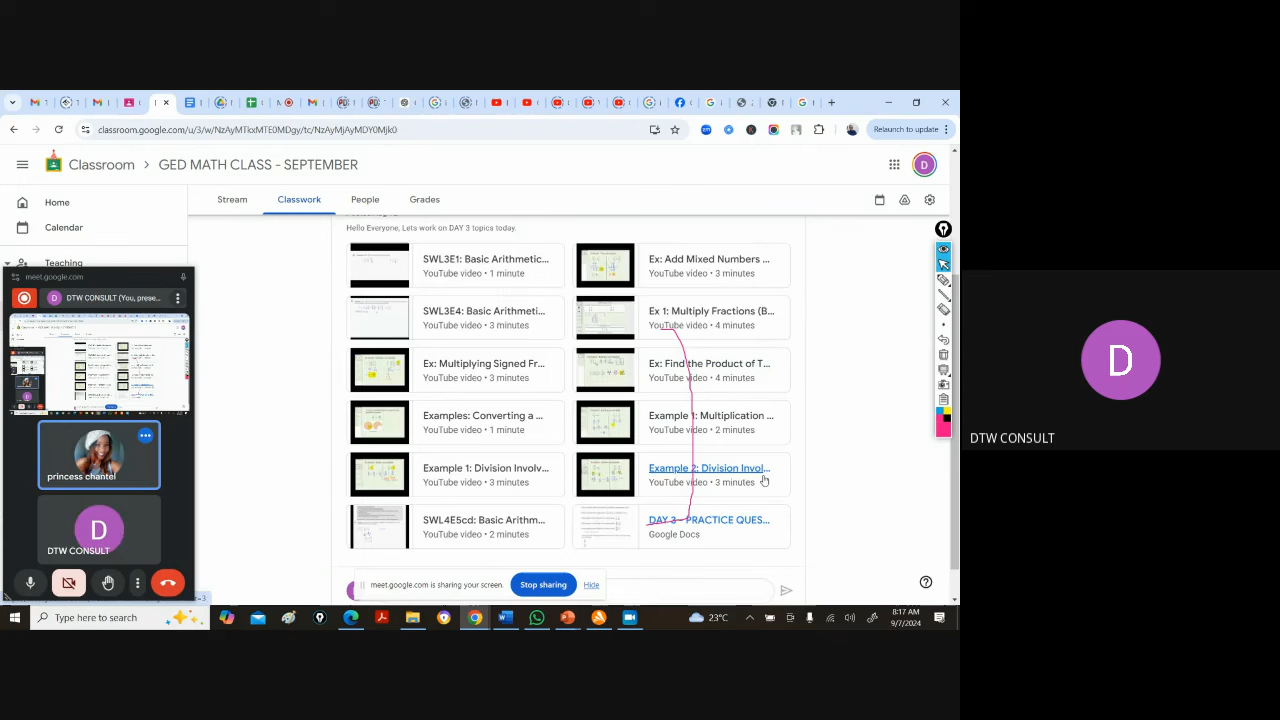 classroom.google.com/u/3/w/NzAyMTkxMTE0MDgy/tc/NzAyMjAyMDY0Mjk0
Relaunch to update
Classroom
GED MATH CLASS - SEPTEMBER
D
Home
Calendar
Teaching
Stream
Classwork
People
Grades
Hello Everyone, Lets work on DAY 3 topics today.
SWL3E1: Basic Arithmetic...
YouTube video • 1 minute
Ex: Add Mixed Numbers ...
YouTube video • 3 minutes
SWL3E4: Basic Arithmeti...
YouTube video • 3 minutes
Ex 1: Multiply Fractions (B...
YouTube video • 4 minutes
Ex: Multiplying Signed Fr...
YouTube video • 3 minutes
Ex: Find the Product of T...
YouTube video • 4 minutes
Examples: Converting a ...
YouTube video • 1 minute
Example 1: Multiplication ...
YouTube video • 2 minutes
Example 1: Division Involv...
YouTube video • 3 minutes
Example 2: Division Invol...
YouTube video • 3 minutes
SWL4E5cd: Basic Arithm...
YouTube video • 2 minutes
DAY 3 - PRACTICE QUES...
Google Docs
meet.google.com
D
DTW CONSULT (You, prese...
princess chantel
D
DTW CONSULT
meet.google.com is sharing your screen.
Stop sharing
Hide
Type here to search
23°C
8:17 AM
9/7/2024
D
DTW CONSULT